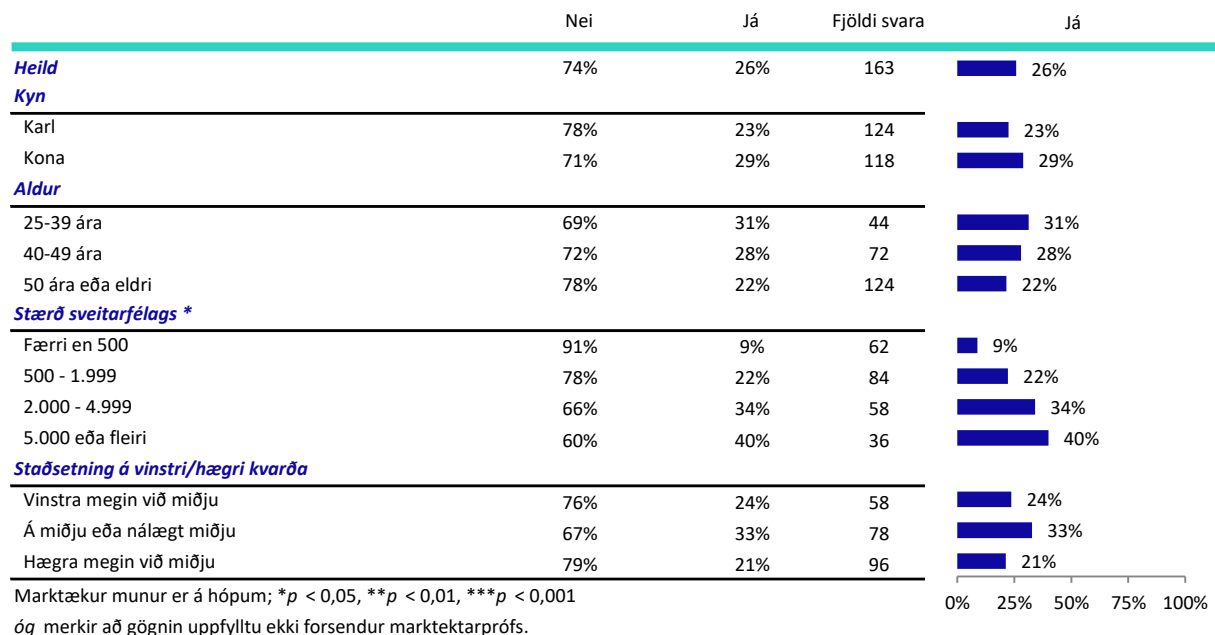 Nei Já Fjöldi svara Já
Heild 74% 26% 163 26%
Kyn
Karl 78% 23% 124 23%
Kona 71% 29% 118 29%
Aldur
25-39 ára 69% 31% 44 31%
40-49 ára 72% 28% 72 28%
50 ára eða eldri 78% 22% 124 22%
Stærð sveitarfélags *
Færri en 500 91% 9% 62 9%
500 - 1.999 78% 22% 84 22%
2.000 - 4.999 66% 34% 58 34%
5.000 eða fleiri 60% 40% 36 40%
Staðsetning á vinstri/hægri kvarða
Vinstra megin við miðju 76% 24% 58 24%
Á miðju eða nálægt miðju 67% 33% 78 33%
Hægra megin við miðju 79% 21% 96 21%
Marktækur munur er á hópum; *p < 0,05, **p < 0,01, ***p < 0,001
0% 25% 50% 75% 100%
óg merkir að gögnin uppfylltu ekki forsendur marktektarprófs.